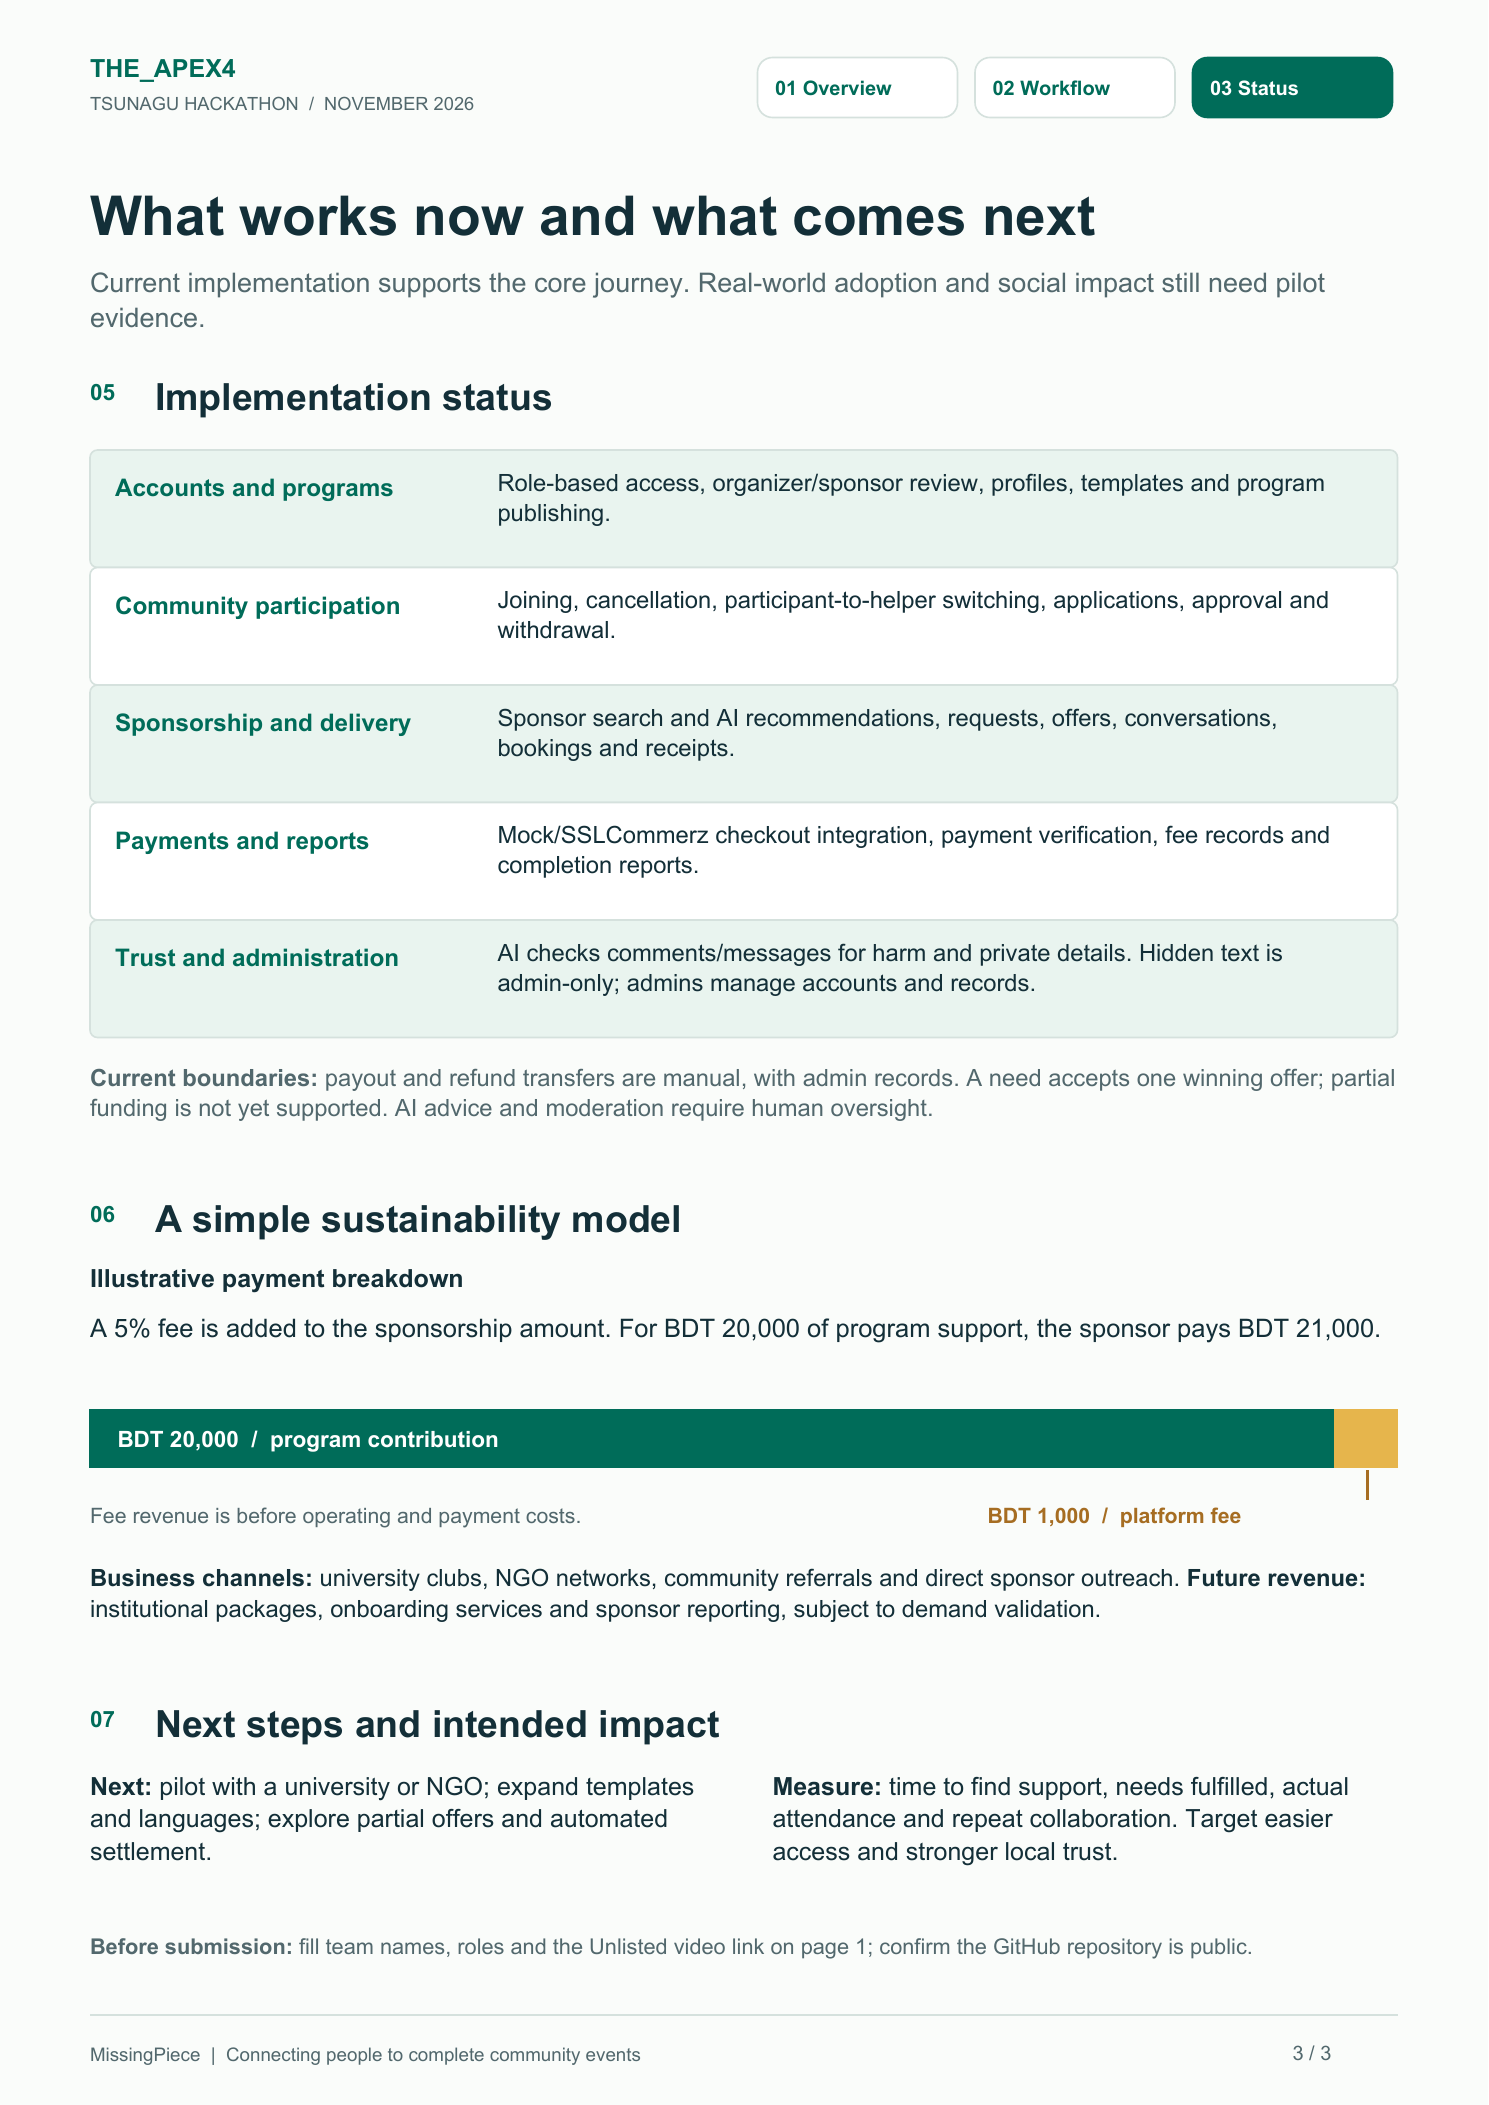 THE_APEX4
TSUNAGU HACKATHON / NOVEMBER 2026
01 Overview
02 Workflow
03 Status
What works now and what comes next
Current implementation supports the core journey. Real-world adoption and social impact still need pilot
evidence.
05 Implementation status
Accounts and programs
Role-based access, organizer/sponsor review, profiles, templates and program
publishing.
Community participation
Joining, cancellation, participant-to-helper switching, applications, approval and
withdrawal.
Sponsorship and delivery
Sponsor search and AI recommendations, requests, offers, conversations,
bookings and receipts.
Payments and reports
Mock/SSLCommerz checkout integration, payment verification, fee records and
completion reports.
Trust and administration
AI checks comments/messages for harm and private details. Hidden text is
admin-only; admins manage accounts and records.
Current boundaries: payout and refund transfers are manual, with admin records. A need accepts one winning offer; partial
funding is not yet supported. AI advice and moderation require human oversight.
06 A simple sustainability model
Illustrative payment breakdown
A 5% fee is added to the sponsorship amount. For BDT 20,000 of program support, the sponsor pays BDT 21,000.
BDT 20,000 / program contribution
Fee revenue is before operating and payment costs.
BDT 1,000 / platform fee
Business channels: university clubs, NGO networks, community referrals and direct sponsor outreach. Future revenue:
institutional packages, onboarding services and sponsor reporting, subject to demand validation.
07 Next steps and intended impact
Next: pilot with a university or NGO; expand templates
and languages; explore partial offers and automated
settlement.
Measure: time to find support, needs fulfilled, actual
attendance and repeat collaboration. Target easier
access and stronger local trust.
Before submission: fill team names, roles and the Unlisted video link on page 1; confirm the GitHub repository is public.
MissingPiece | Connecting people to complete community events
3 / 3